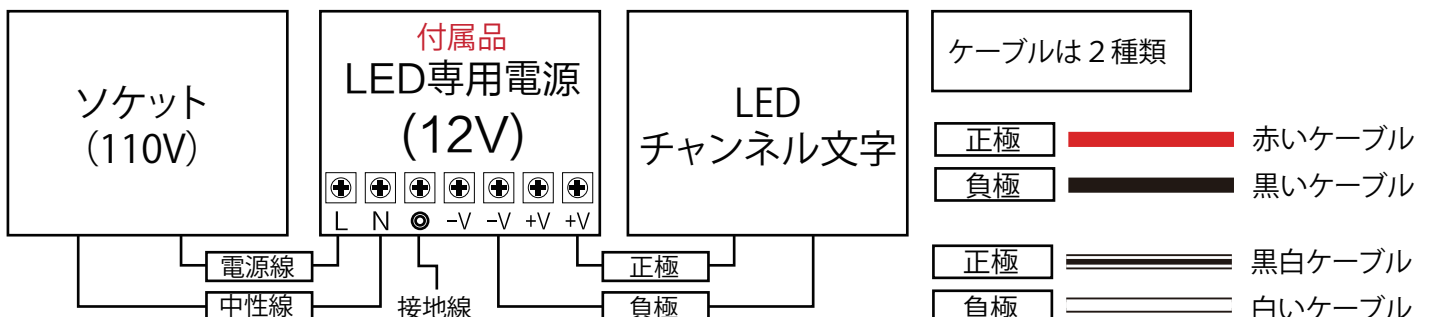 ソケット
（110V）
付属品
LED専用電源
(12V)
L N −V −V +V +V
LED
チャンネル文字
電源線
中性線
接地線
正極
負極
ケーブルは２種類
正極 赤いケーブル
負極 黒いケーブル
正極 黒白ケーブル
負極 白いケーブル